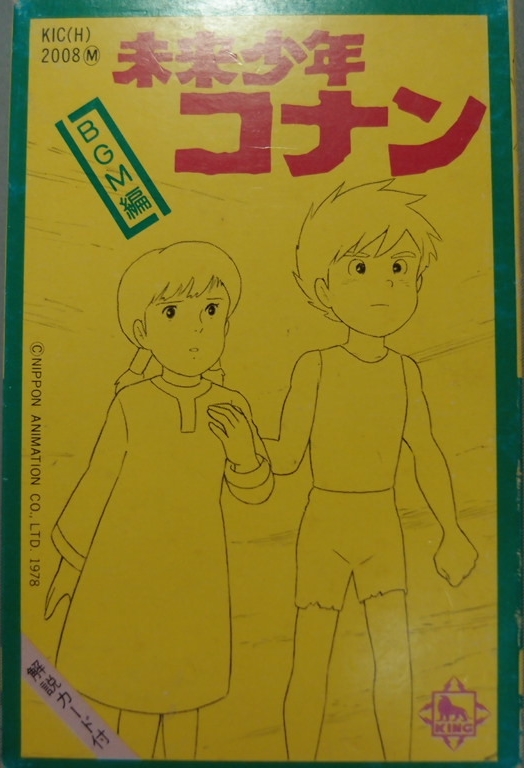 KIC(H)
2008Ⓜ
未来少年
コナン
BGM編
©NIPPON ANIMATION CO., LTD. 1978
解説カード付
KING